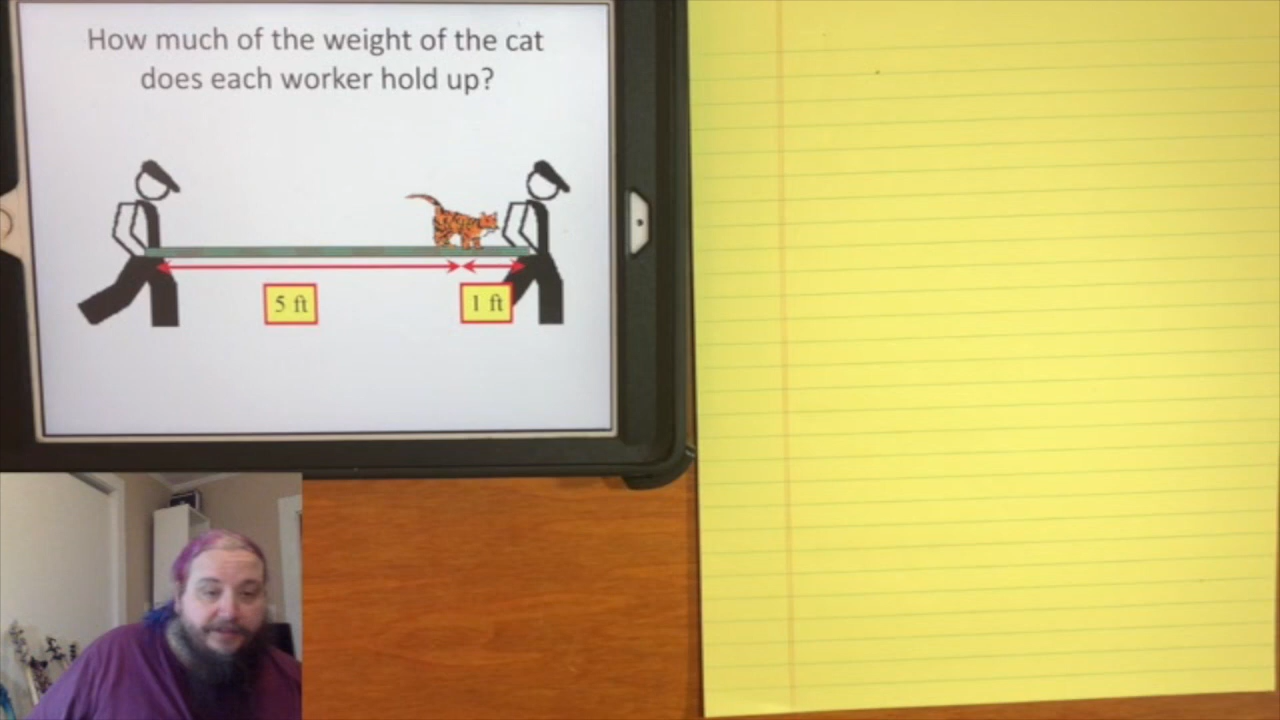 How much of the weight of the cat
does each worker hold up?
5 ft
1 ft